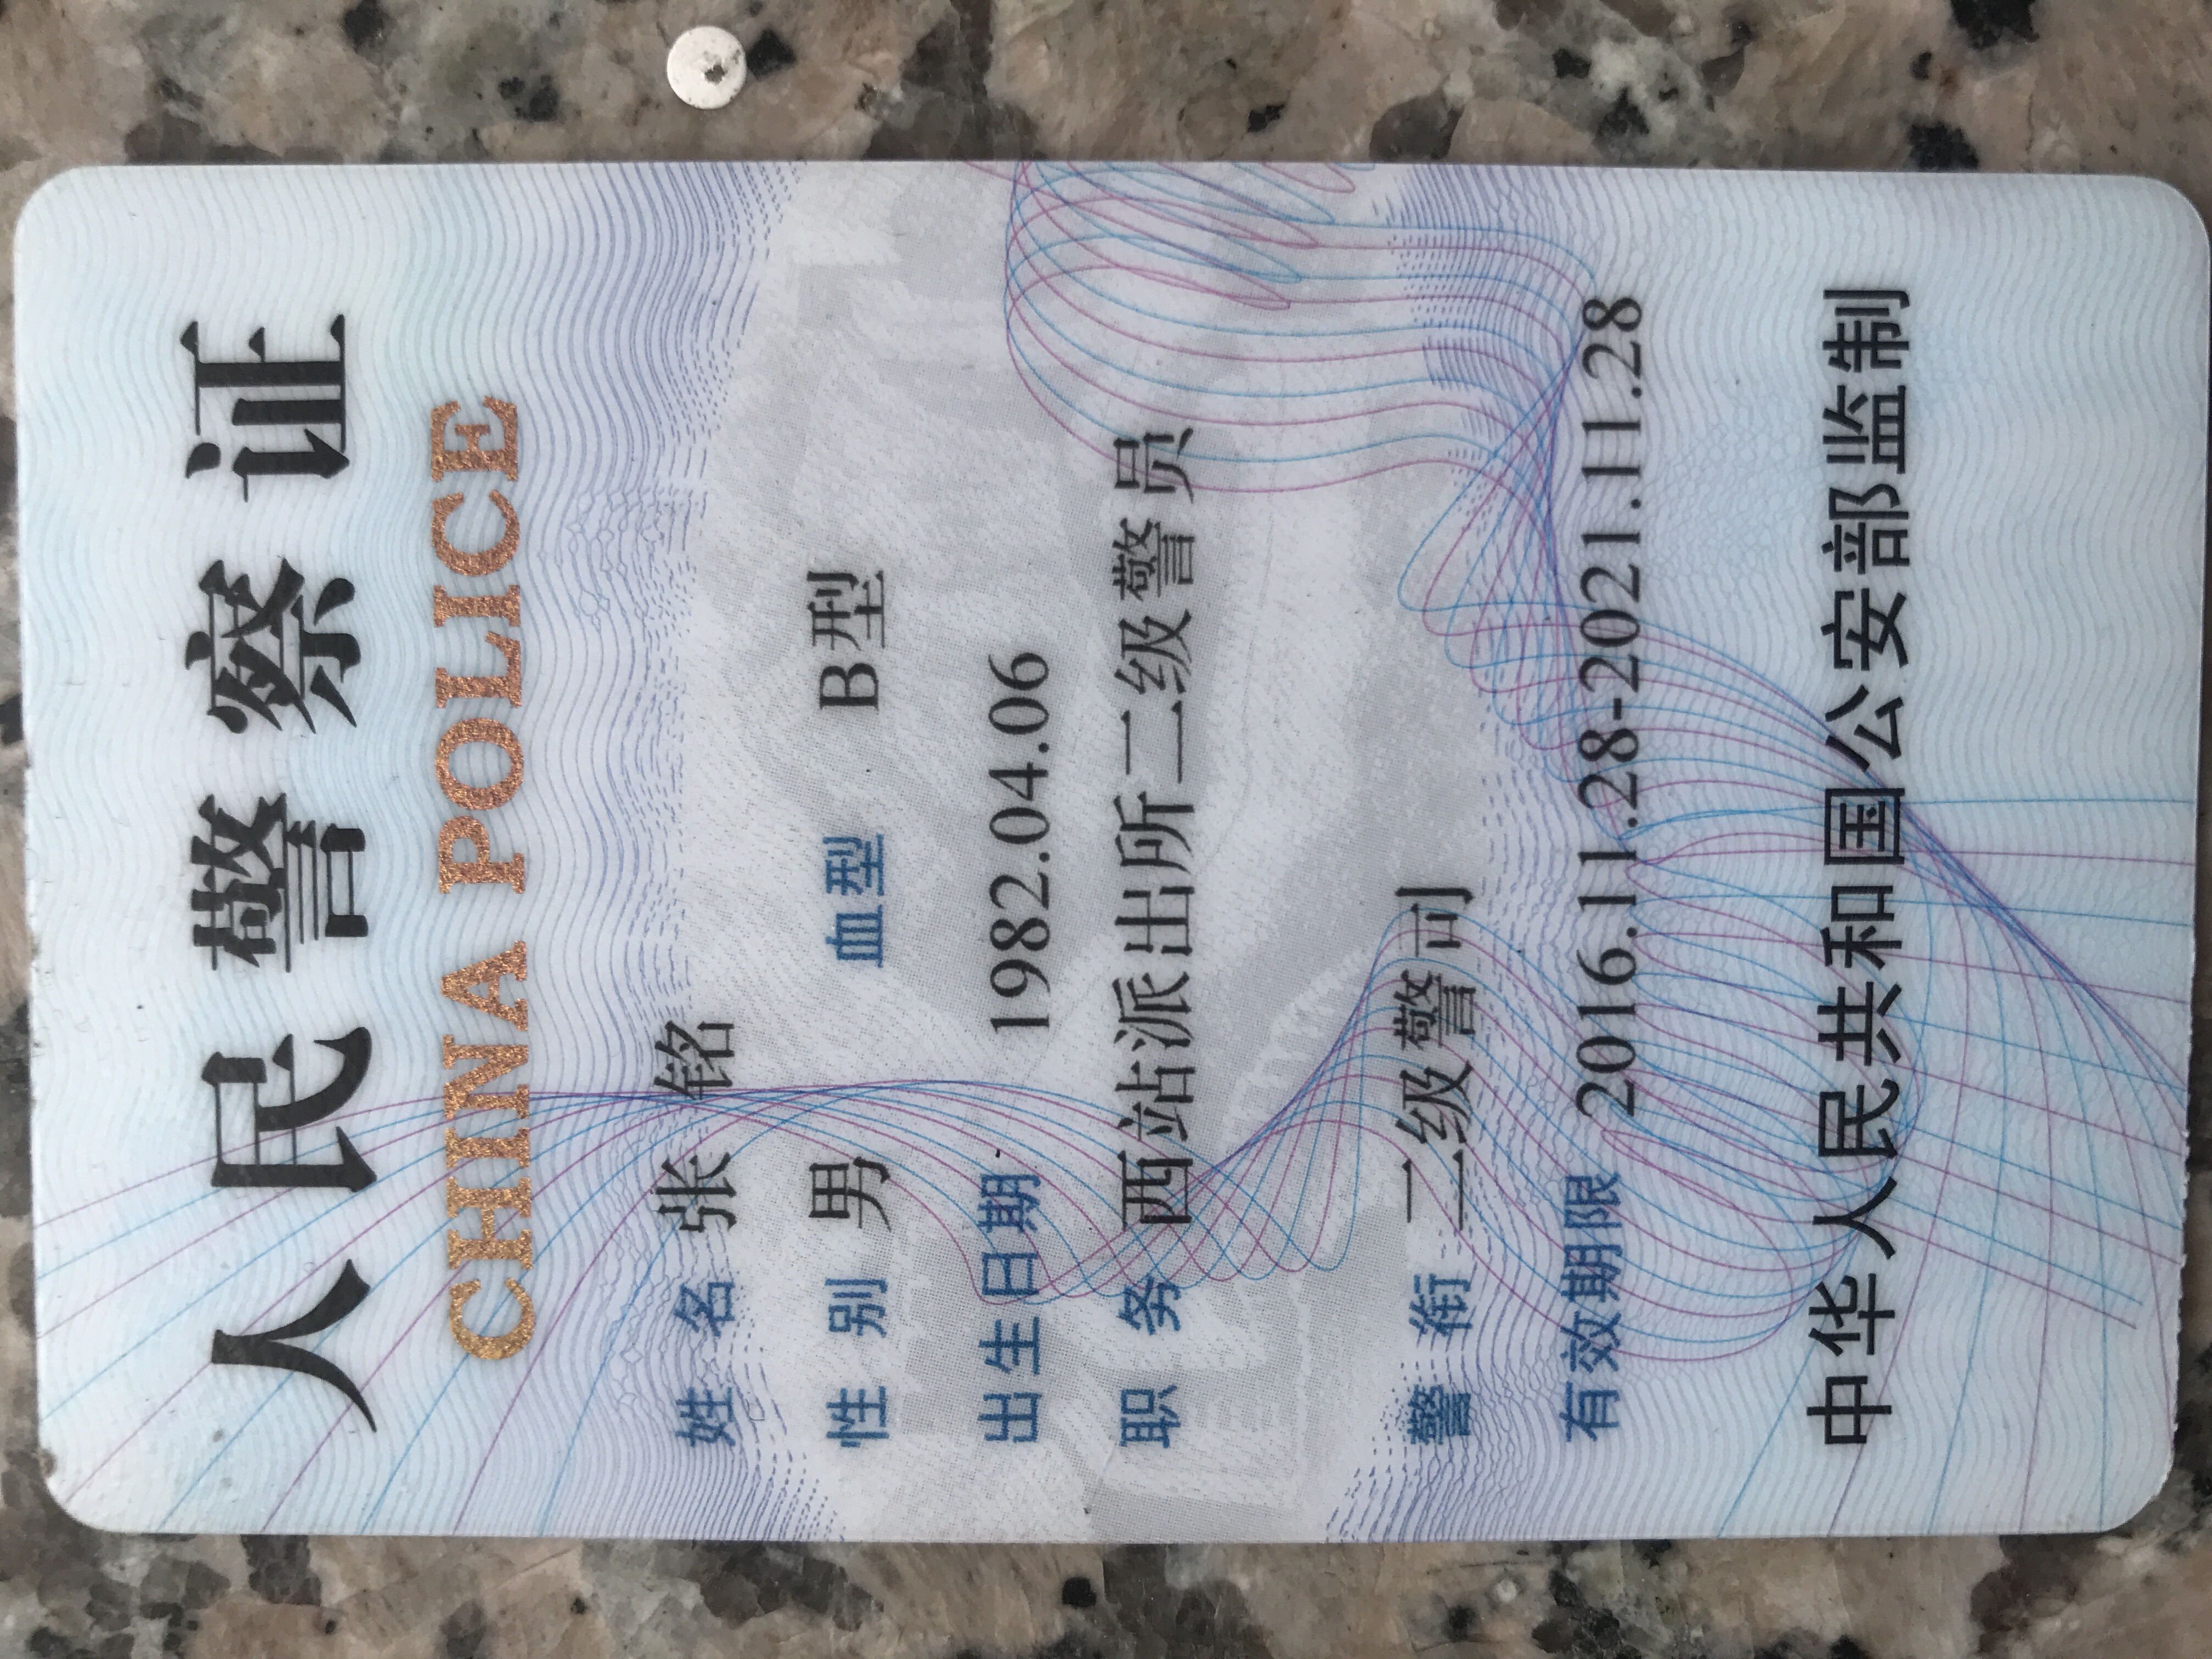 人民警察证
CHINA POLICE
姓 名 张 铭
性 别 男 血型 B型
出生日期 1982.04.06
职 务 西站派出所二级警员
警 衔 二级警司
有效期限 2016.11.28-2021.11.28
中华人民共和国公安部监制